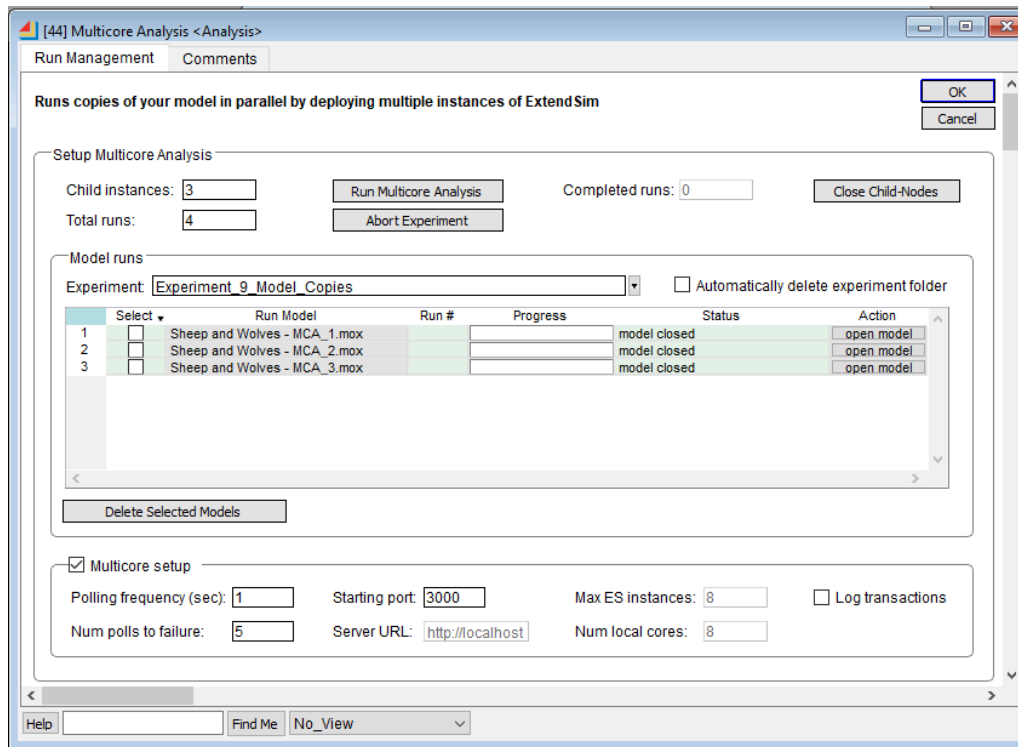 [44] Multicore Analysis <Analysis>
Run Management Comments
Runs copies of your model in parallel by deploying multiple instances of ExtendSim
OK
Cancel
Setup Multicore Analysis
Child instances: 3 Run Multicore Analysis Completed runs: 0 Close Child-Nodes
Total runs: 4 Abort Experiment
Model runs
Experiment: Experiment_9_Model_Copies Automatically delete experiment folder
Select Run Model Run # Progress Status Action
1 Sheep and Wolves - MCA_1.mox model closed open model
2 Sheep and Wolves - MCA_2.mox model closed open model
3 Sheep and Wolves - MCA_3.mox model closed open model
Delete Selected Models
Multicore setup
Polling frequency (sec): 1 Starting port: 3000 Max ES instances: 8 Log transactions
Num polls to failure: 5 Server URL: http://localhost Num local cores: 8
Help Find Me No_View